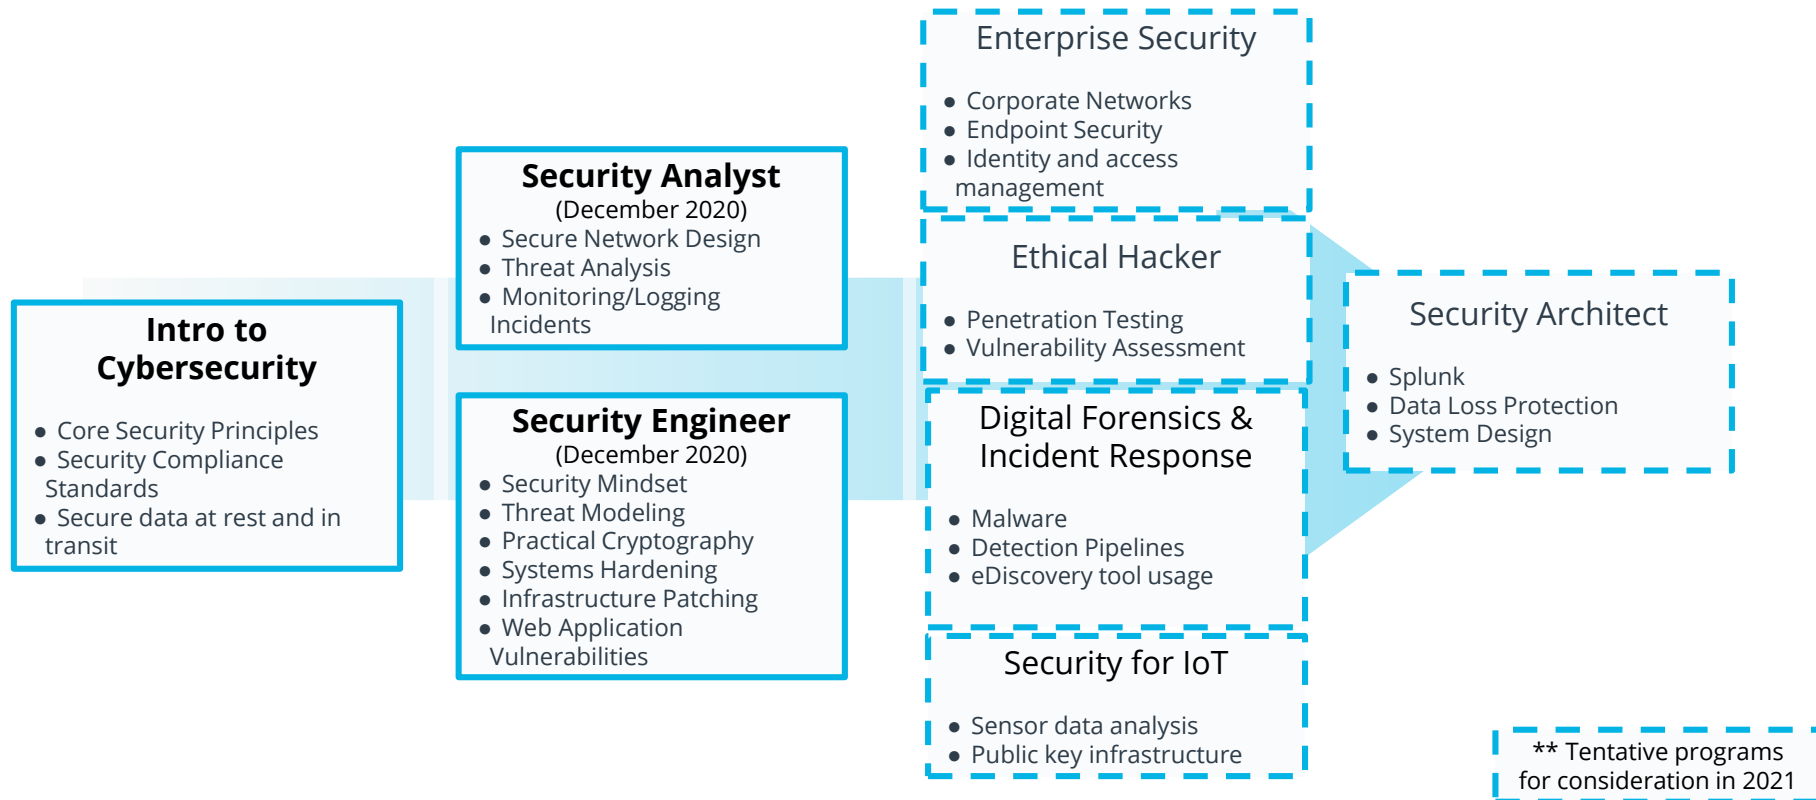 Intro to
Cybersecurity
● Core Security Principles
● Security Compliance
Standards
● Secure data at rest and in
transit
Security Analyst
(December 2020)
● Secure Network Design
● Threat Analysis
● Monitoring/Logging
Incidents
Security Engineer
(December 2020)
● Security Mindset
● Threat Modeling
● Practical Cryptography
● Systems Hardening
● Infrastructure Patching
● Web Application
Vulnerabilities
Enterprise Security
● Corporate Networks
● Endpoint Security
● Identity and access
management
Ethical Hacker
● Penetration Testing
● Vulnerability Assessment
Digital Forensics &
Incident Response
● Malware
● Detection Pipelines
● eDiscovery tool usage
Security for IoT
● Sensor data analysis
● Public key infrastructure
Security Architect
● Splunk
● Data Loss Protection
● System Design
** Tentative programs
for consideration in 2021